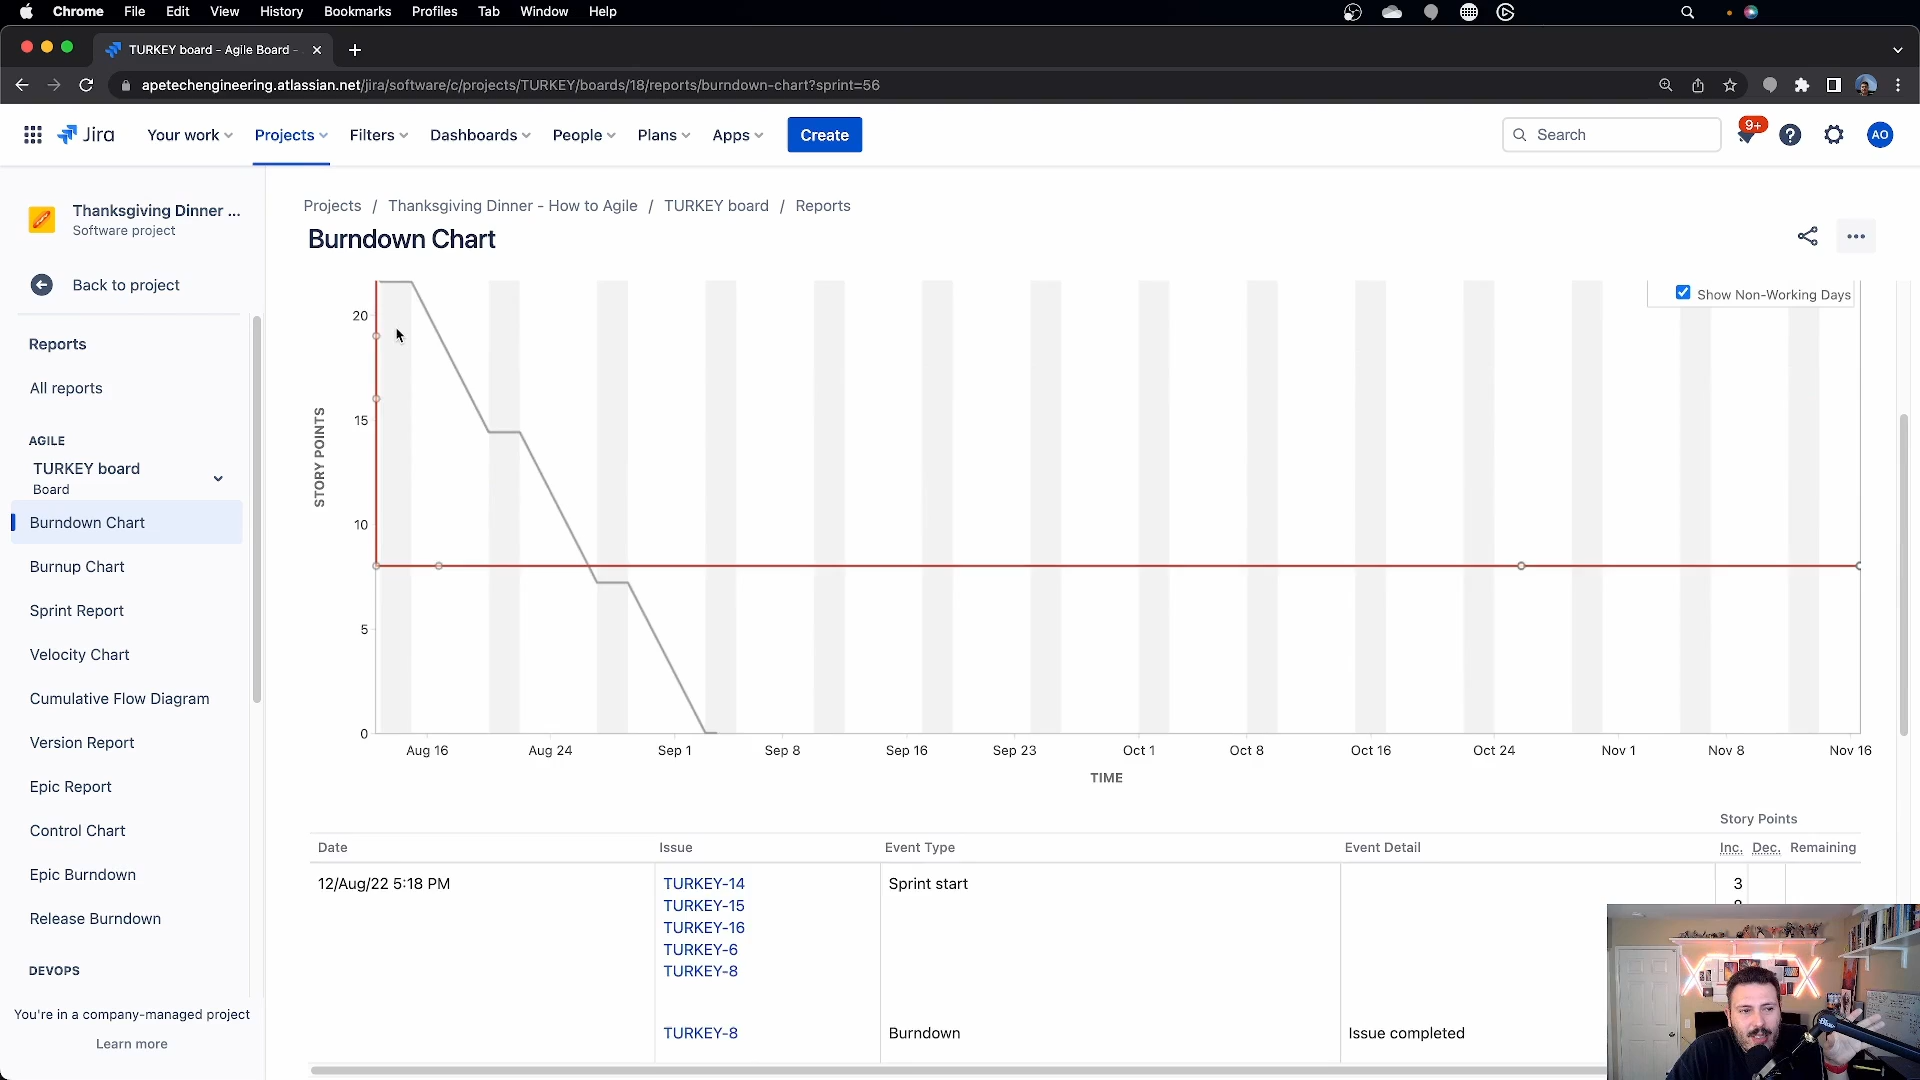 Chrome File Edit View History Bookmarks Profiles Tab Window Help
TURKEY board - Agile Board -
apetechengineering.atlassian.net/jira/software/c/projects/TURKEY/boards/18/reports/burndown-chart?sprint=56
Jira Your work Projects Filters Dashboards People Plans Apps Create Search 9+ AO
Thanksgiving Dinner ...
Software project
Back to project
Reports
All reports
AGILE
TURKEY board
Board
Burndown Chart
Burnup Chart
Sprint Report
Velocity Chart
Cumulative Flow Diagram
Version Report
Epic Report
Control Chart
Epic Burndown
Release Burndown
DEVOPS
You're in a company-managed project
Learn more
Projects / Thanksgiving Dinner - How to Agile / TURKEY board / Reports
Burndown Chart
Show Non-Working Days
STORY POINTS
20
15
10
5
0
Aug 16 Aug 24 Sep 1 Sep 8 Sep 16 Sep 23 Oct 1 Oct 8 Oct 16 Oct 24 Nov 1 Nov 8 Nov 16
TIME
Story Points
Date Issue Event Type Event Detail Inc. Dec. Remaining
12/Aug/22 5:18 PM TURKEY-14 Sprint start 3
TURKEY-15
TURKEY-16
TURKEY-6
TURKEY-8
TURKEY-8 Burndown Issue completed